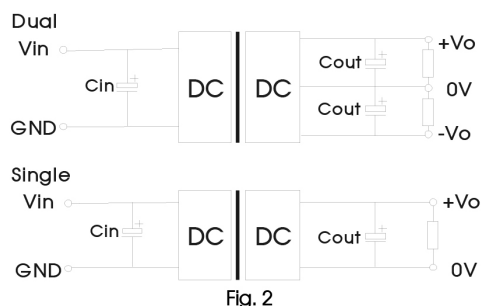 Dual
Vin
+Vo
Cout
Cin
DC
DC
0V
Cout
GND
-Vo
Single
Vin
+Vo
Cin
DC
DC
Cout
GND
0V
Fig. 2